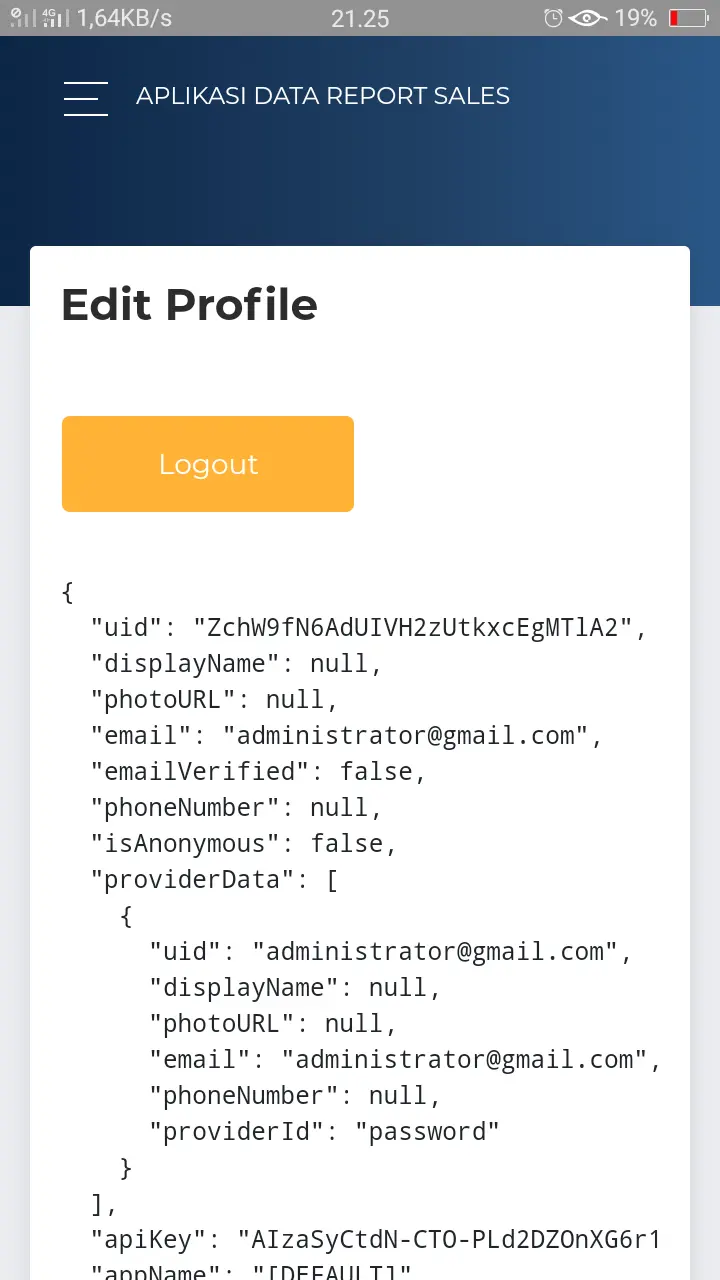 4G 1,64KB/s 21.25 19%
APLIKASI DATA REPORT SALES
Edit Profile
Logout
{
"uid": "ZchW9fN6AdUIVH2zUtkxcEgMTlA2",
"displayName": null,
"photoURL": null,
"email": "administrator@gmail.com",
"emailVerified": false,
"phoneNumber": null,
"isAnonymous": false,
"providerData": [
{
"uid": "administrator@gmail.com",
"displayName": null,
"photoURL": null,
"email": "administrator@gmail.com",
"phoneNumber": null,
"providerId": "password"
}
],
"apiKey": "AIzaSyCtdN-CTO-PLd2DZOnXG6r1
"appName": "[DEFAULT]"